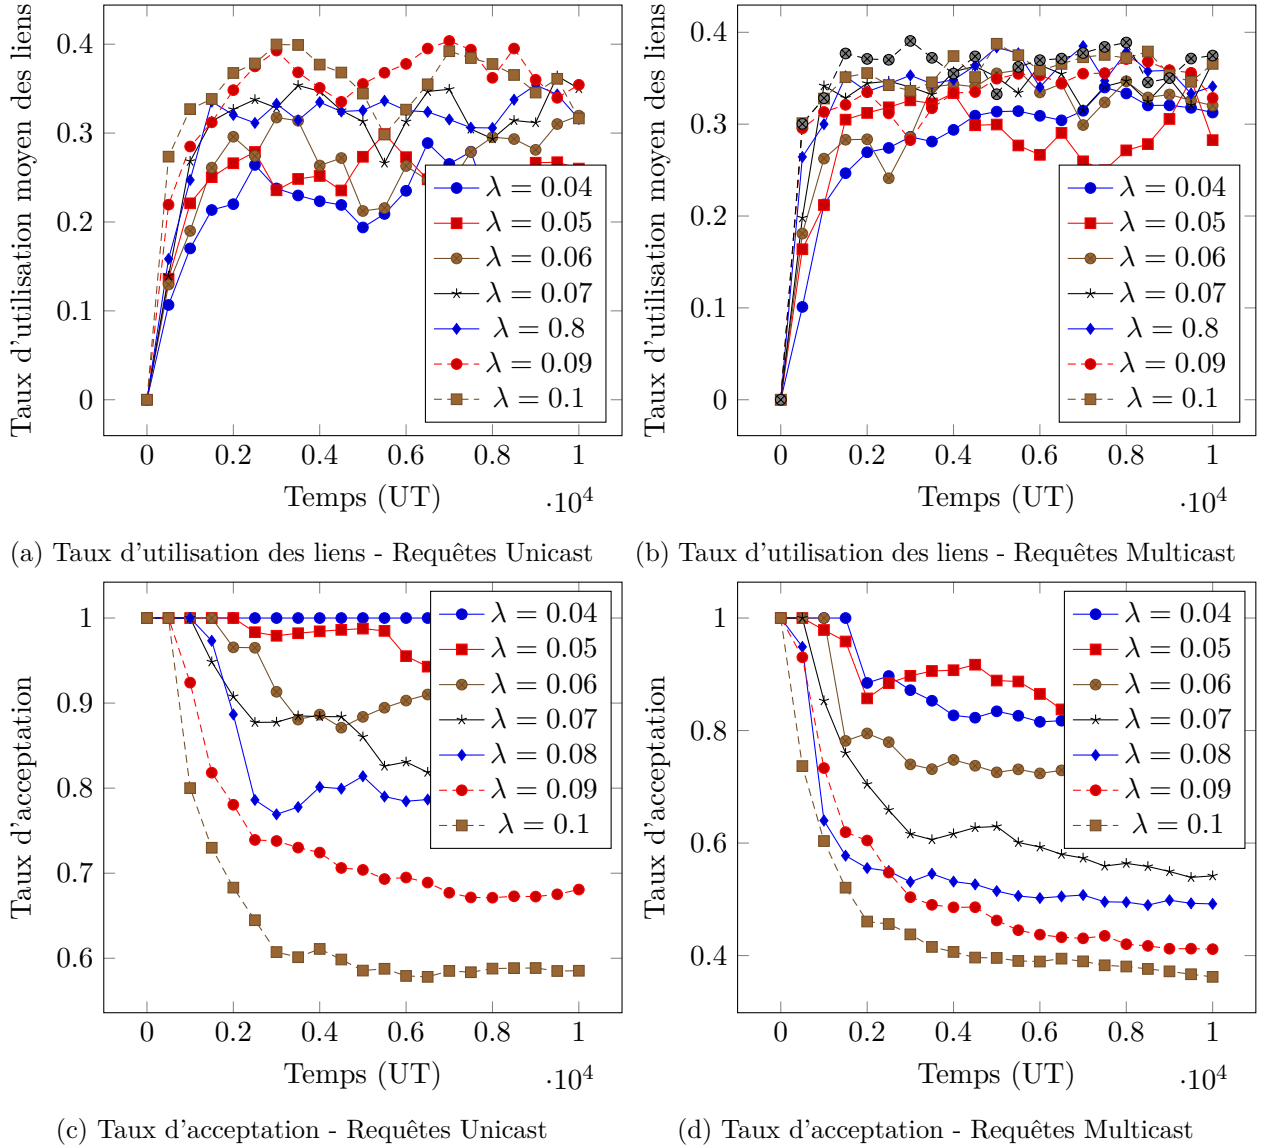 Taux d'utilisation moyen des liens
0.4
0.3
0.2
0.1
0
λ = 0.04
λ = 0.05
λ = 0.06
λ = 0.07
λ = 0.8
λ = 0.09
λ = 0.1
0
0.2
0.4
0.6
0.8
1
Temps (UT)
·10⁴
(a) Taux d'utilisation des liens - Requêtes Unicast
Taux d'utilisation moyen des liens
0.4
0.3
0.2
0.1
0
λ = 0.04
λ = 0.05
λ = 0.06
λ = 0.07
λ = 0.8
λ = 0.09
λ = 0.1
0
0.2
0.4
0.6
0.8
1
Temps (UT)
·10⁴
(b) Taux d'utilisation des liens - Requêtes Multicast
Taux d'acceptation
1
0.9
0.8
0.7
0.6
λ = 0.04
λ = 0.05
λ = 0.06
λ = 0.07
λ = 0.08
λ = 0.09
λ = 0.1
0
0.2
0.4
0.6
0.8
1
Temps (UT)
·10⁴
(c) Taux d'acceptation - Requêtes Unicast
Taux d'acceptation
1
0.8
0.6
0.4
λ = 0.04
λ = 0.05
λ = 0.06
λ = 0.07
λ = 0.08
λ = 0.09
λ = 0.1
0
0.2
0.4
0.6
0.8
1
Temps (UT)
·10⁴
(d) Taux d'acceptation - Requêtes Multicast